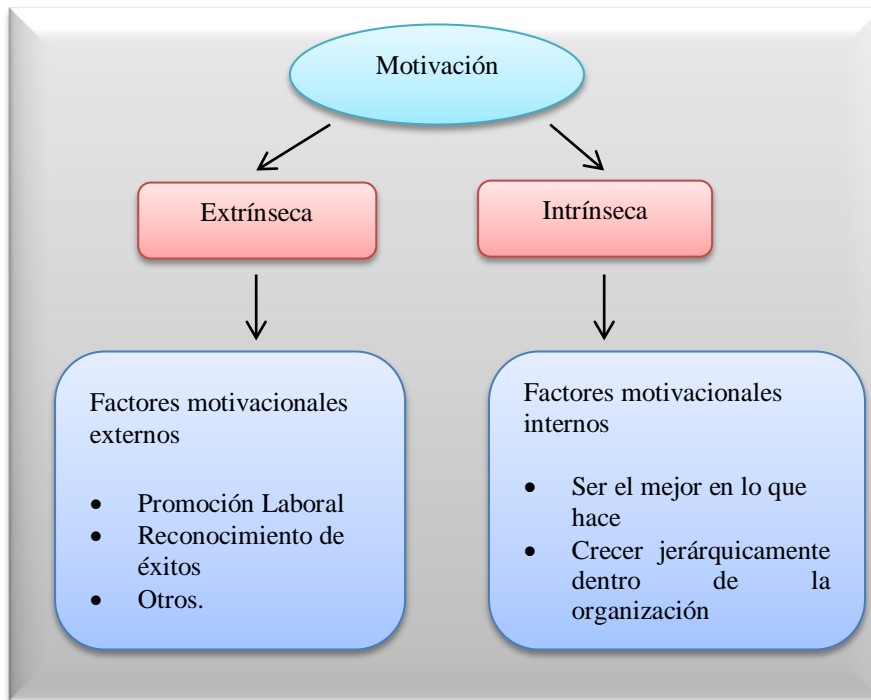 Motivación
Extrínseca
Intrínseca
Factores motivacionales
externos
• Promoción Laboral
• Reconocimiento de
éxitos
• Otros.
Factores motivacionales
internos
• Ser el mejor en lo que
hace
• Crecer jerárquicamente
dentro de la
organización